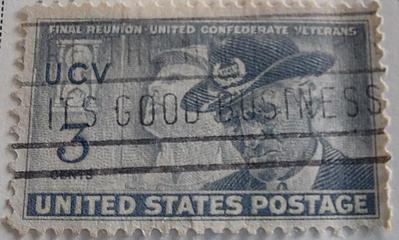 FINAL REUNION·UNITED CONFEDERATE VETERANS
UCV
ITS GOOD BUSINESS
3
CENTS
UNITED STATES POSTAGE